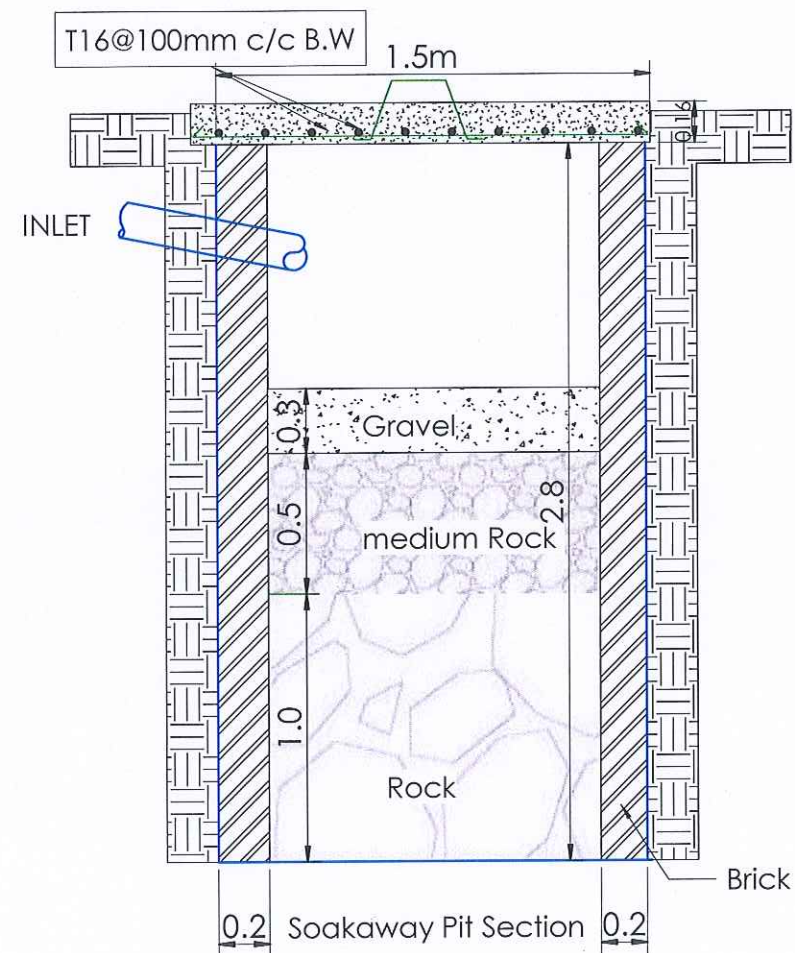 T16@100mm c/c B.W
1.5m
0.16
INLET
0.3
Gravel
0.5
medium Rock
2.8
1.0
Rock
Brick
0.2
Soakaway Pit Section
0.2